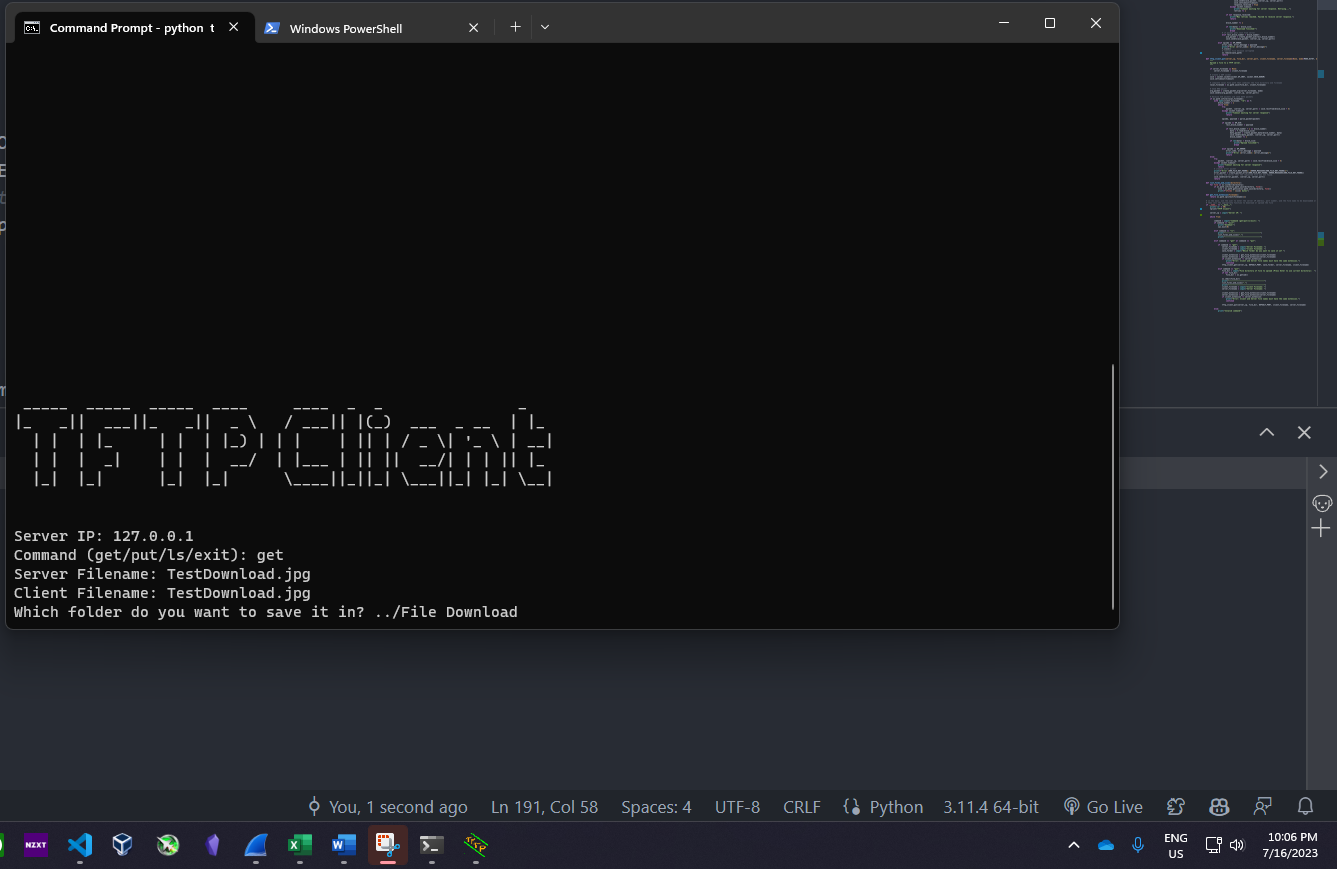 Command Prompt - python t
Windows PowerShell
TFTP Client
Server IP: 127.0.0.1
Command (get/put/ls/exit): get
Server Filename: TestDownload.jpg
Client Filename: TestDownload.jpg
Which folder do you want to save it in? ../File Download
You, 1 second ago Ln 191, Col 58 Spaces: 4 UTF-8 CRLF Python 3.11.4 64-bit Go Live
NZXT
ENG
US
10:06 PM
7/16/2023